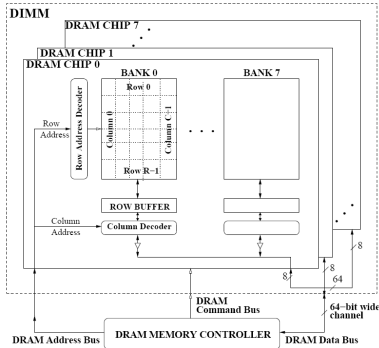 DIMM
DRAM CHIP 7
DRAM CHIP 1
DRAM CHIP 0
BANK 0
BANK 7
Row Address Decoder
Row 0
Column 0
Column C−1
Row R−1
Row
Address
ROW BUFFER
Column
Address
Column Decoder
8
8
8
64
DRAM
Command Bus
64−bit wide
channel
DRAM Address Bus
DRAM MEMORY CONTROLLER
DRAM Data Bus